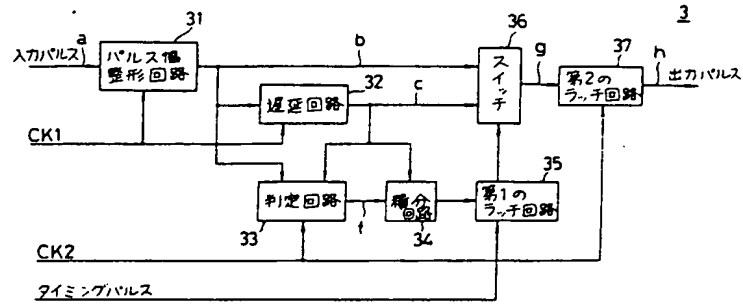 3
31
36
入力パルス
a
パルス幅
整形回路
b
スイッチ
g
37
第2の
ラッチ回路
h
出力パルス
32
遅延回路
c
CK1
35
判定回路
f
積分
回路
第1の
ラッチ回路
33
34
CK2
タイミングパルス